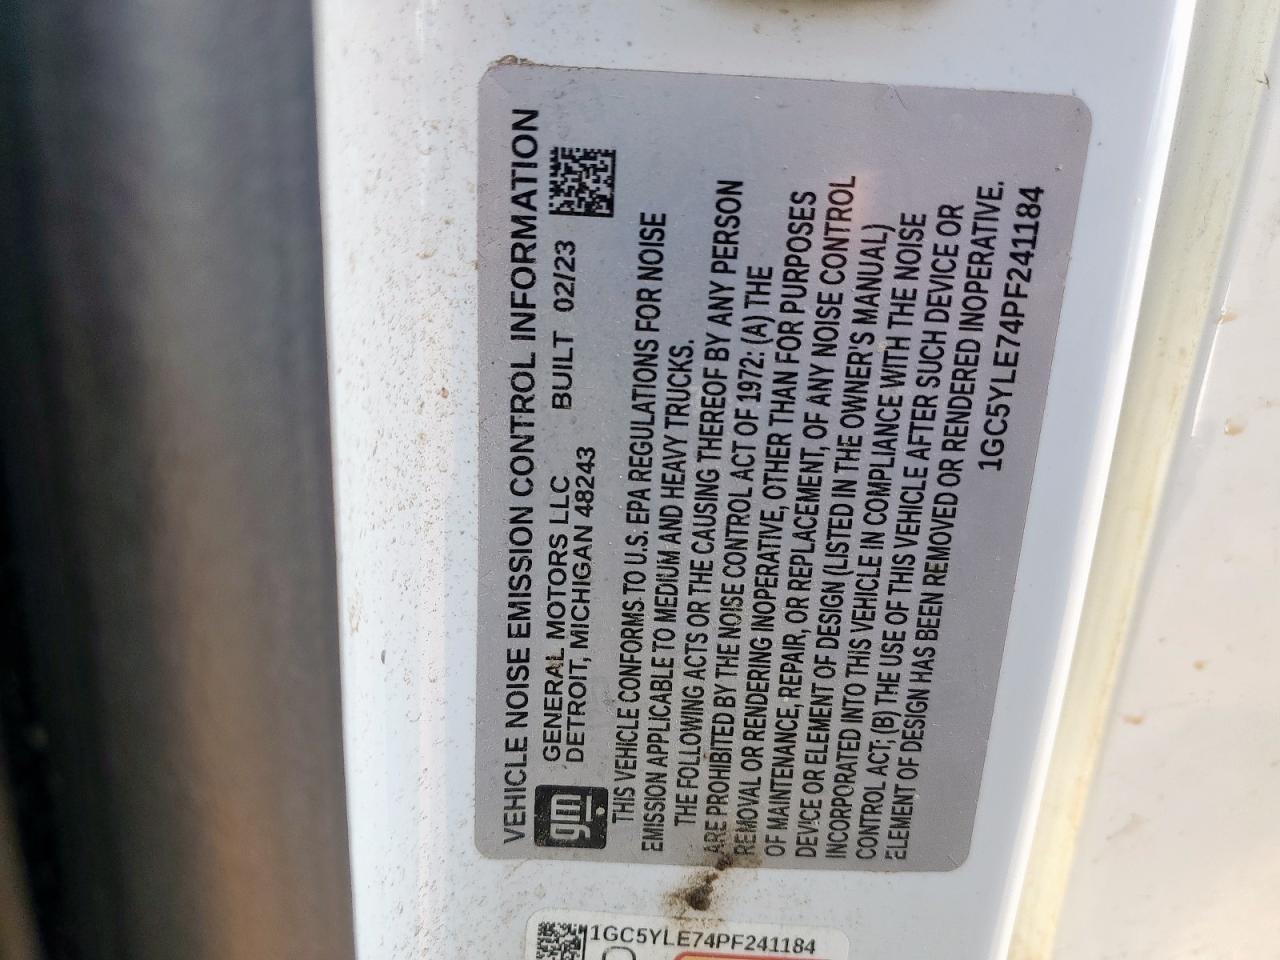 VEHICLE NOISE EMISSION CONTROL INFORMATION
gm
GENERAL MOTORS LLC BUILT 02/23
DETROIT, MICHIGAN 48243
THIS VEHICLE CONFORMS TO U.S. EPA REGULATIONS FOR NOISE
EMISSION APPLICABLE TO MEDIUM AND HEAVY TRUCKS.
THE FOLLOWING ACTS OR THE CAUSING THEREOF BY ANY PERSON
ARE PROHIBITED BY THE NOISE CONTROL ACT OF 1972: (A) THE
REMOVAL OR RENDERING INOPERATIVE, OTHER THAN FOR PURPOSES
OF MAINTENANCE, REPAIR, OR REPLACEMENT, OF ANY NOISE CONTROL
DEVICE OR ELEMENT OF DESIGN (LISTED IN THE OWNER'S MANUAL)
INCORPORATED INTO THIS VEHICLE IN COMPLIANCE WITH THE NOISE
CONTROL ACT; (B) THE USE OF THIS VEHICLE AFTER SUCH DEVICE OR
ELEMENT OF DESIGN HAS BEEN REMOVED OR RENDERED INOPERATIVE.
1GC5YLE74PF241184
1GC5YLE74PF241184